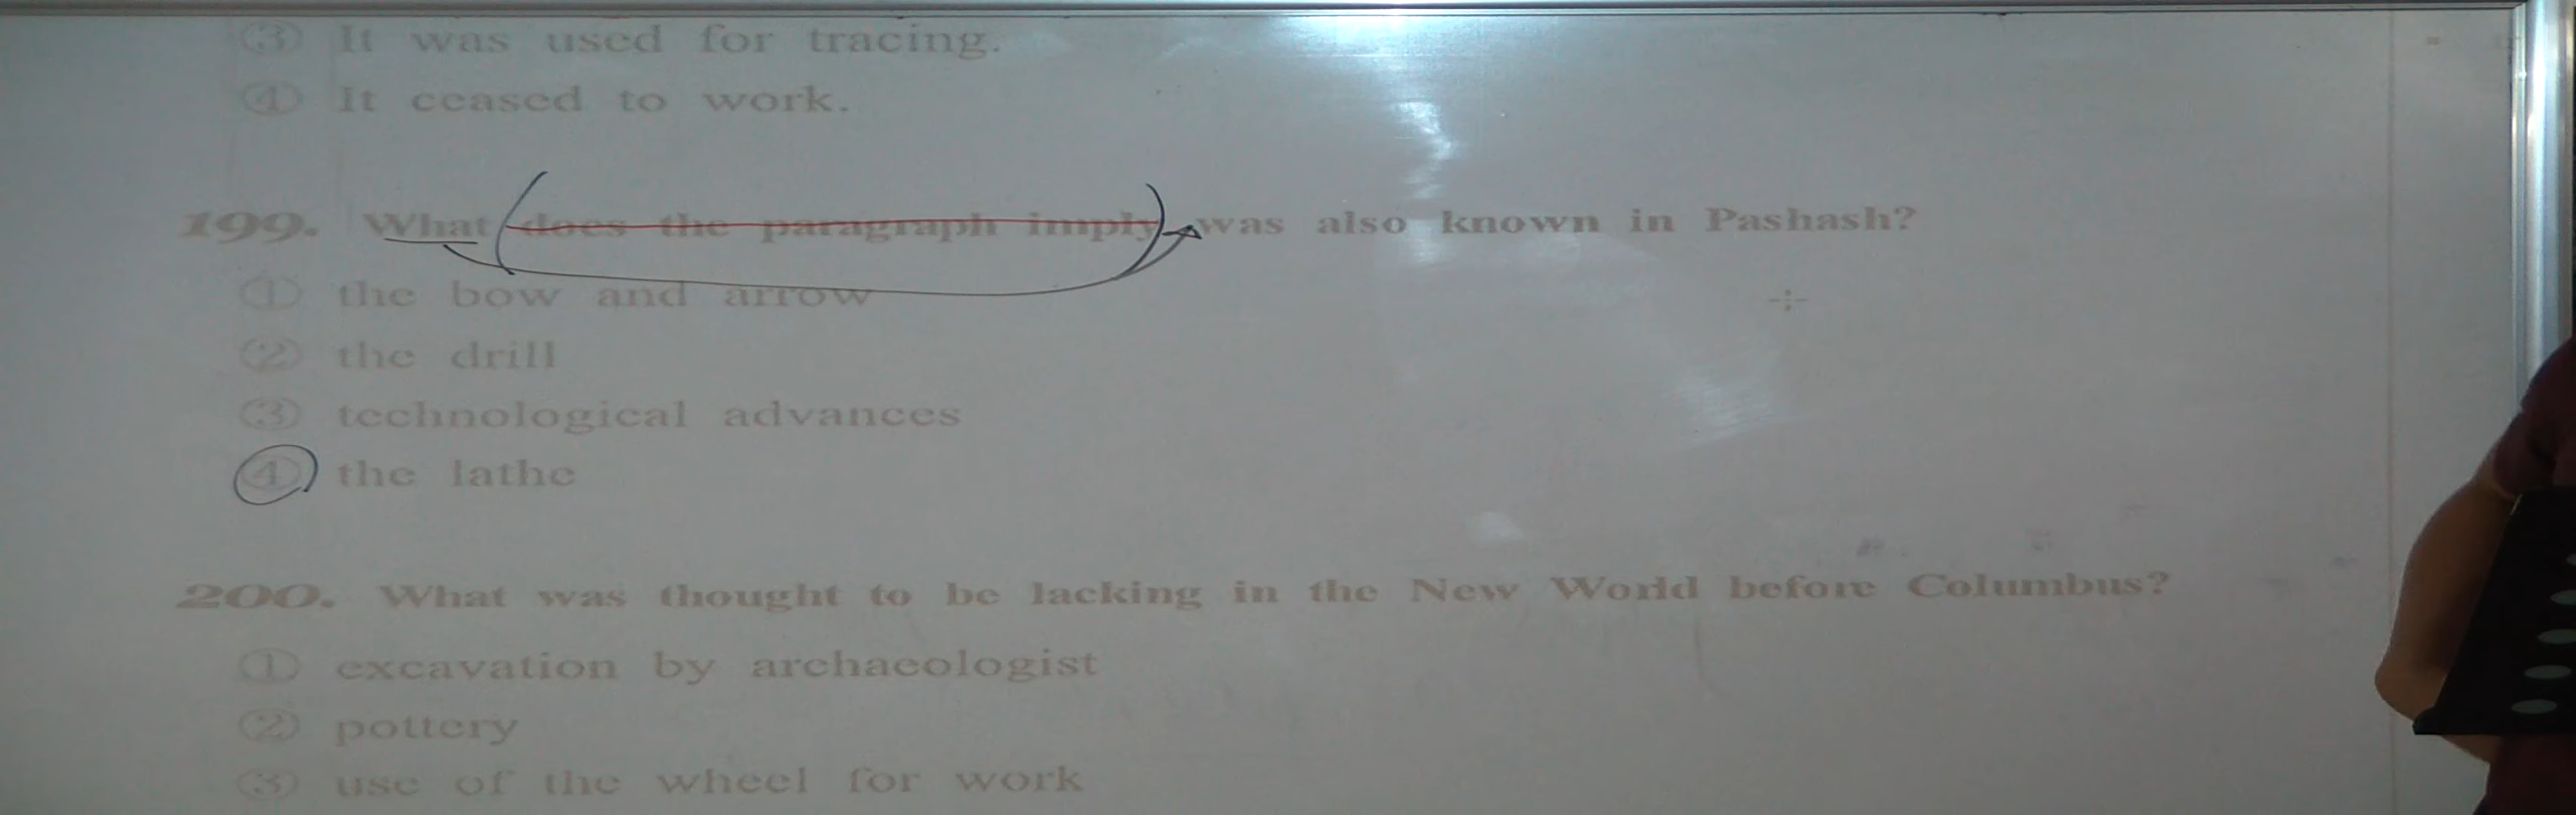 ③ It was used for tracing.
④ It ceased to work.
199. What does the paragraph imply was also known in Pashash?
① the bow and arrow
② the drill
③ technological advances
④ the lathe
200. What was thought to be lacking in the New World before Columbus?
① excavation by archaeologist
② pottery
③ use of the wheel for work